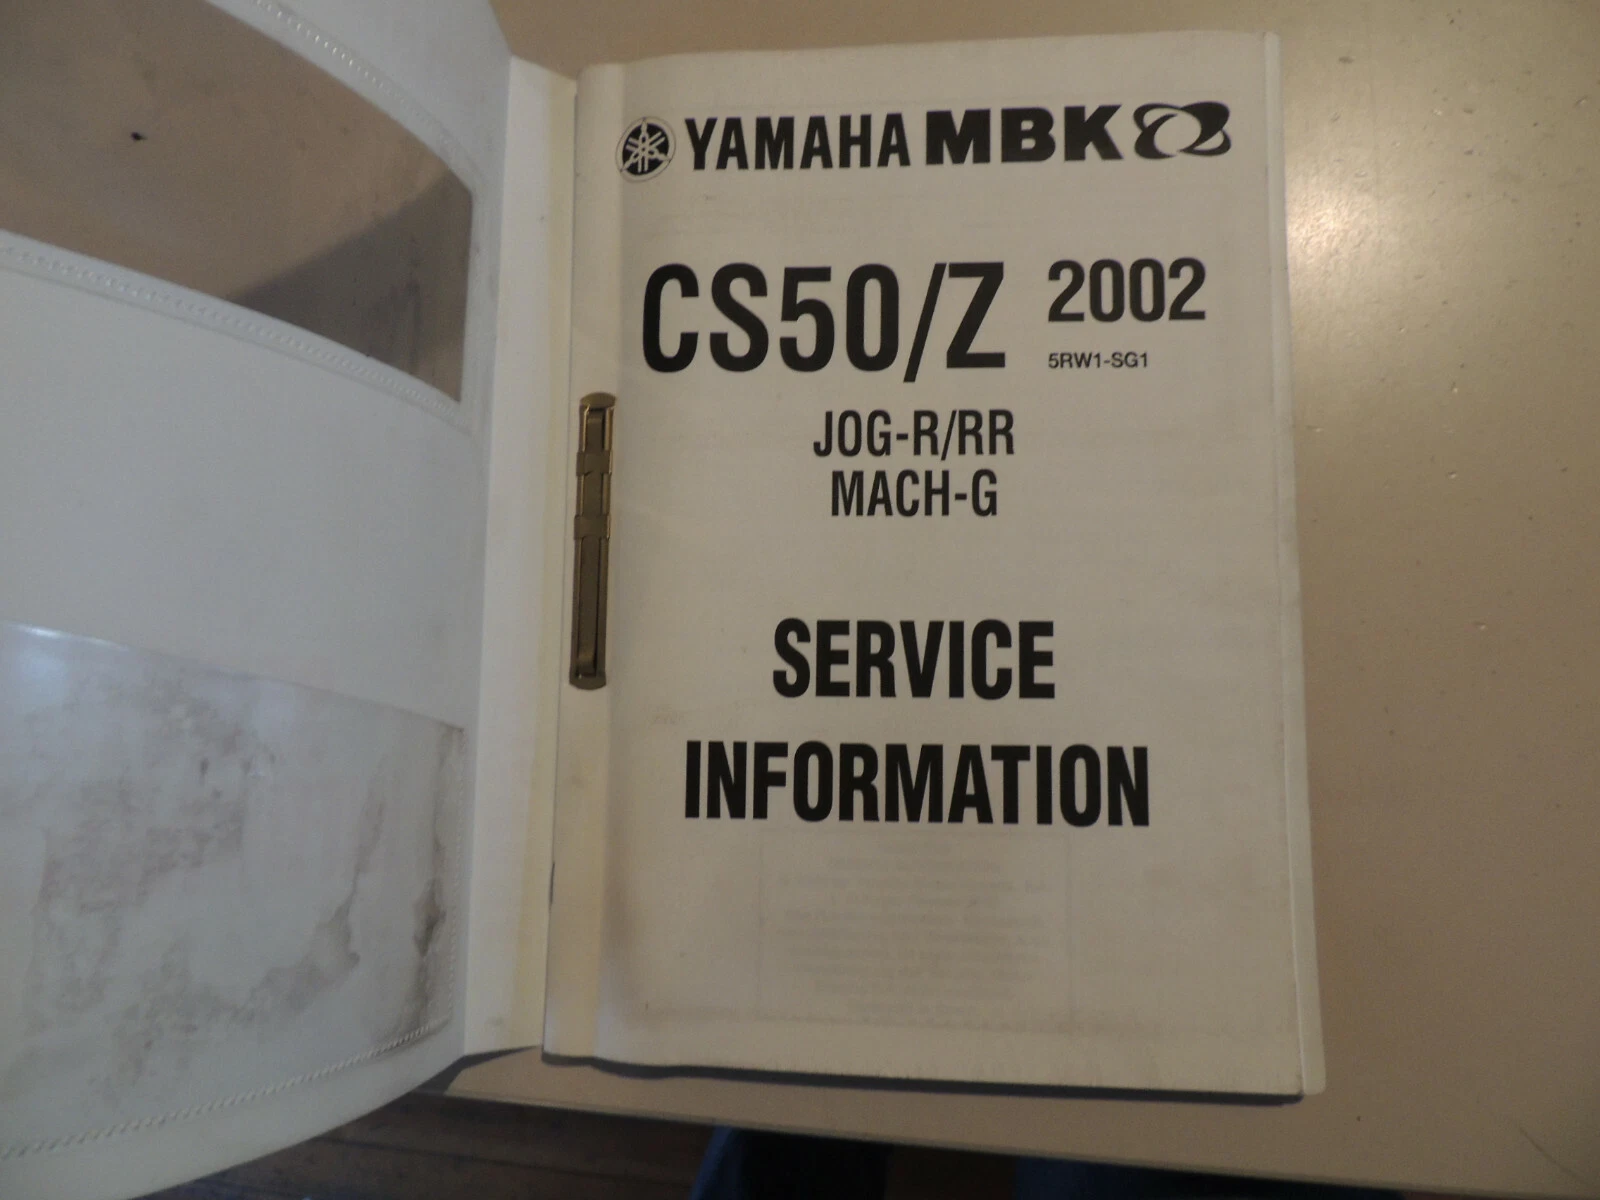 YAMAHA MBK
CS50/Z 2002
5RW1-SG1
JOG-R/RR
MACH-G
SERVICE
INFORMATION